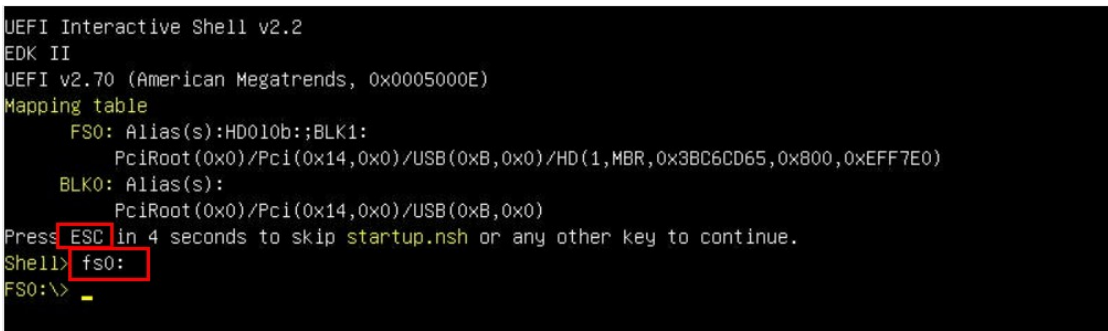 UEFI Interactive Shell v2.2
EDK II
UEFI v2.70 (American Megatrends, 0x0005000E)
Mapping table
FS0: Alias(s):HD0l0b:;BLK1:
PciRoot(0x0)/Pci(0x14,0x0)/USB(0xB,0x0)/HD(1,MBR,0x3BC6CD65,0x800,0xEFF7E0)
BLK0: Alias(s):
PciRoot(0x0)/Pci(0x14,0x0)/USB(0xB,0x0)
Press ESC in 4 seconds to skip startup.nsh or any other key to continue.
Shell> fs0:
FS0:\> _